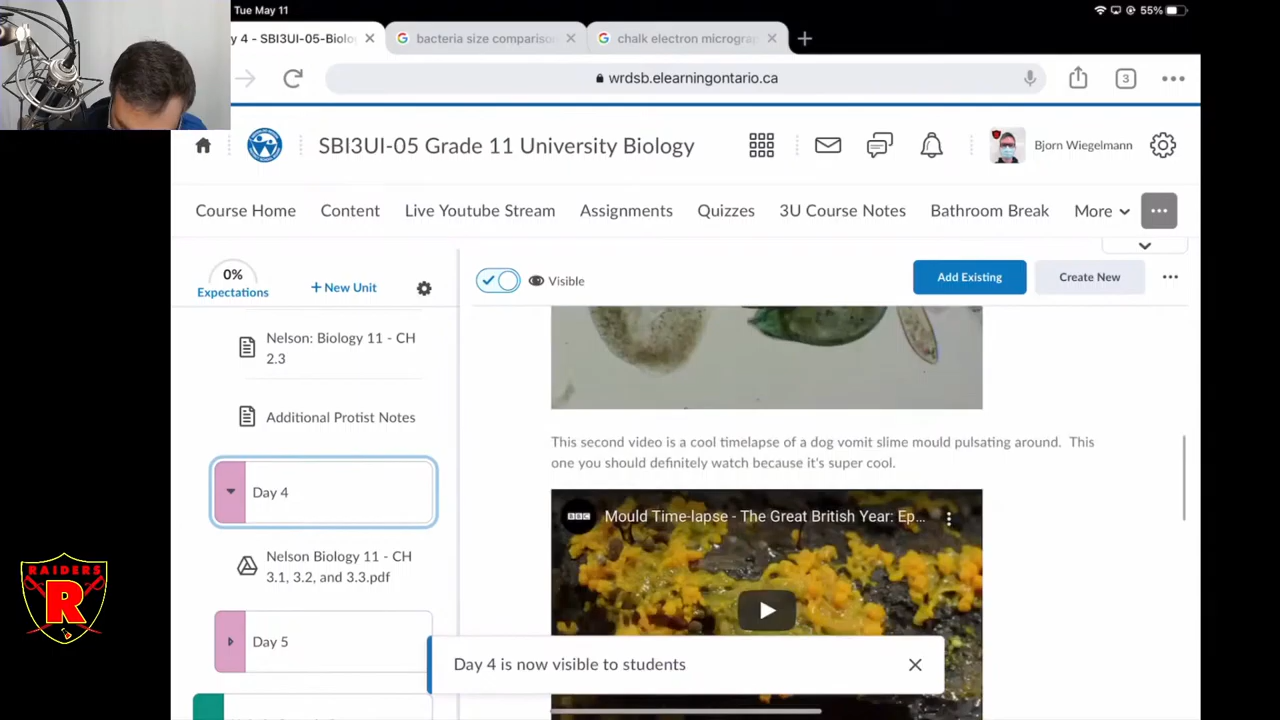 Tue May 11
55%
y 4 - SBI3UI-05-Biolo
bacteria size compariso
chalk electron microgra
wrdsb.elearningontario.ca
3
SBI3UI-05 Grade 11 University Biology
Bjorn Wiegelmann
Course Home
Content
Live Youtube Stream
Assignments
Quizzes
3U Course Notes
Bathroom Break
More
0%
Expectations
+ New Unit
Visible
Add Existing
Create New
Nelson: Biology 11 - CH
2.3
Additional Protist Notes
Day 4
Nelson Biology 11 - CH
3.1, 3.2, and 3.3.pdf
Day 5
This second video is a cool timelapse of a dog vomit slime mould pulsating around. This
one you should definitely watch because it's super cool.
BBC
Mould Time-lapse - The Great British Year: Ep...
Day 4 is now visible to students
RAIDERS
R